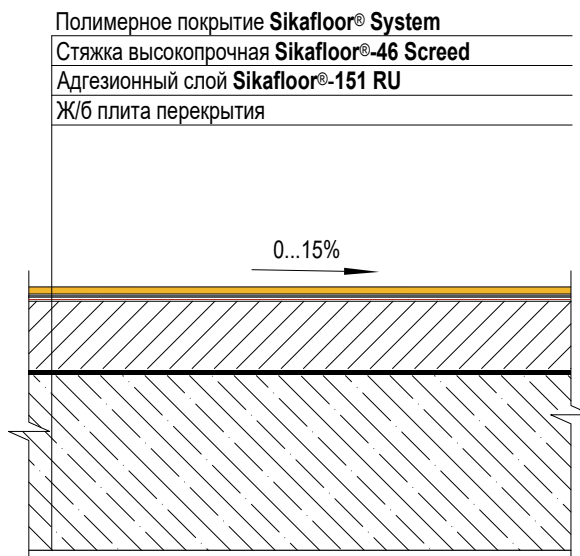 Полимерное покрытие Sikafloor® System
Стяжка высокопрочная Sikafloor®-46 Screed
Адгезионный слой Sikafloor®-151 RU
Ж/б плита перекрытия
0...15%